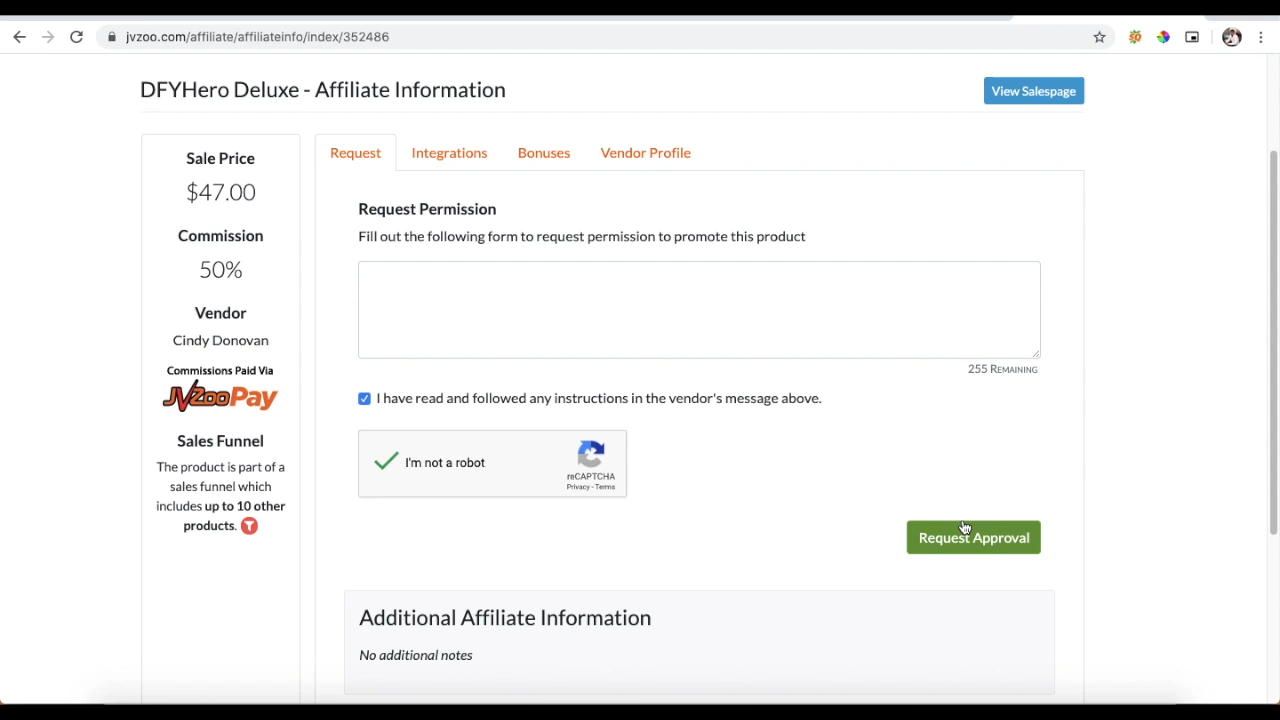 jvzoo.com/affiliate/affiliateinfo/index/352486
DFYHero Deluxe - Affiliate Information
View Salespage
Sale Price
$47.00
Commission
50%
Vendor
Cindy Donovan
Commissions Paid Via
JVZooPay
Sales Funnel
The product is part of a
sales funnel which
includes up to 10 other
products.
Request
Integrations
Bonuses
Vendor Profile
Request Permission
Fill out the following form to request permission to promote this product
255 REMAINING
I have read and followed any instructions in the vendor's message above.
I'm not a robot
reCAPTCHA
Privacy - Terms
Request Approval
Additional Affiliate Information
No additional notes